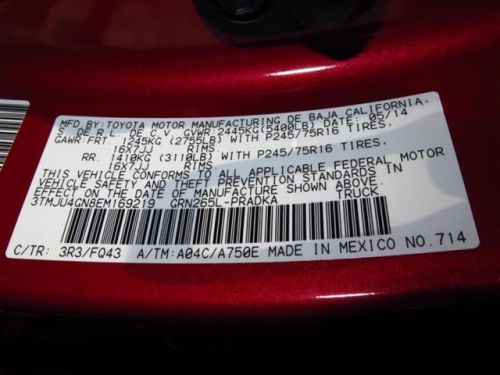 MFD BY: TOYOTA MOTOR MANUFACTURING DE BAJA CALIFORNIA,
S. DE R.L. DE C.V. GVWR: 2445KG(5400LB) DATE: 05/14
GAWR:FRT. 1245KG (2755LB) WITH P245/75R16 TIRES.
16X7JJ RIMS
RR. 1410KG (3110LB) WITH P245/75R16 TIRES.
16X7JJ RIMS
THIS VEHICLE CONFORMS TO ALL APPLICABLE FEDERAL MOTOR
VEHICLE SAFETY STANDARDS IN
EFFECT ON THE DATE OF MANUFACTURE SHOWN ABOVE.
3TMJU4GN8EM169219 GRN265L-PRADKA TRUCK
C/TR: 3R3/FQ43 A/TM:A04C/A750E MADE IN MEXICO NO.714